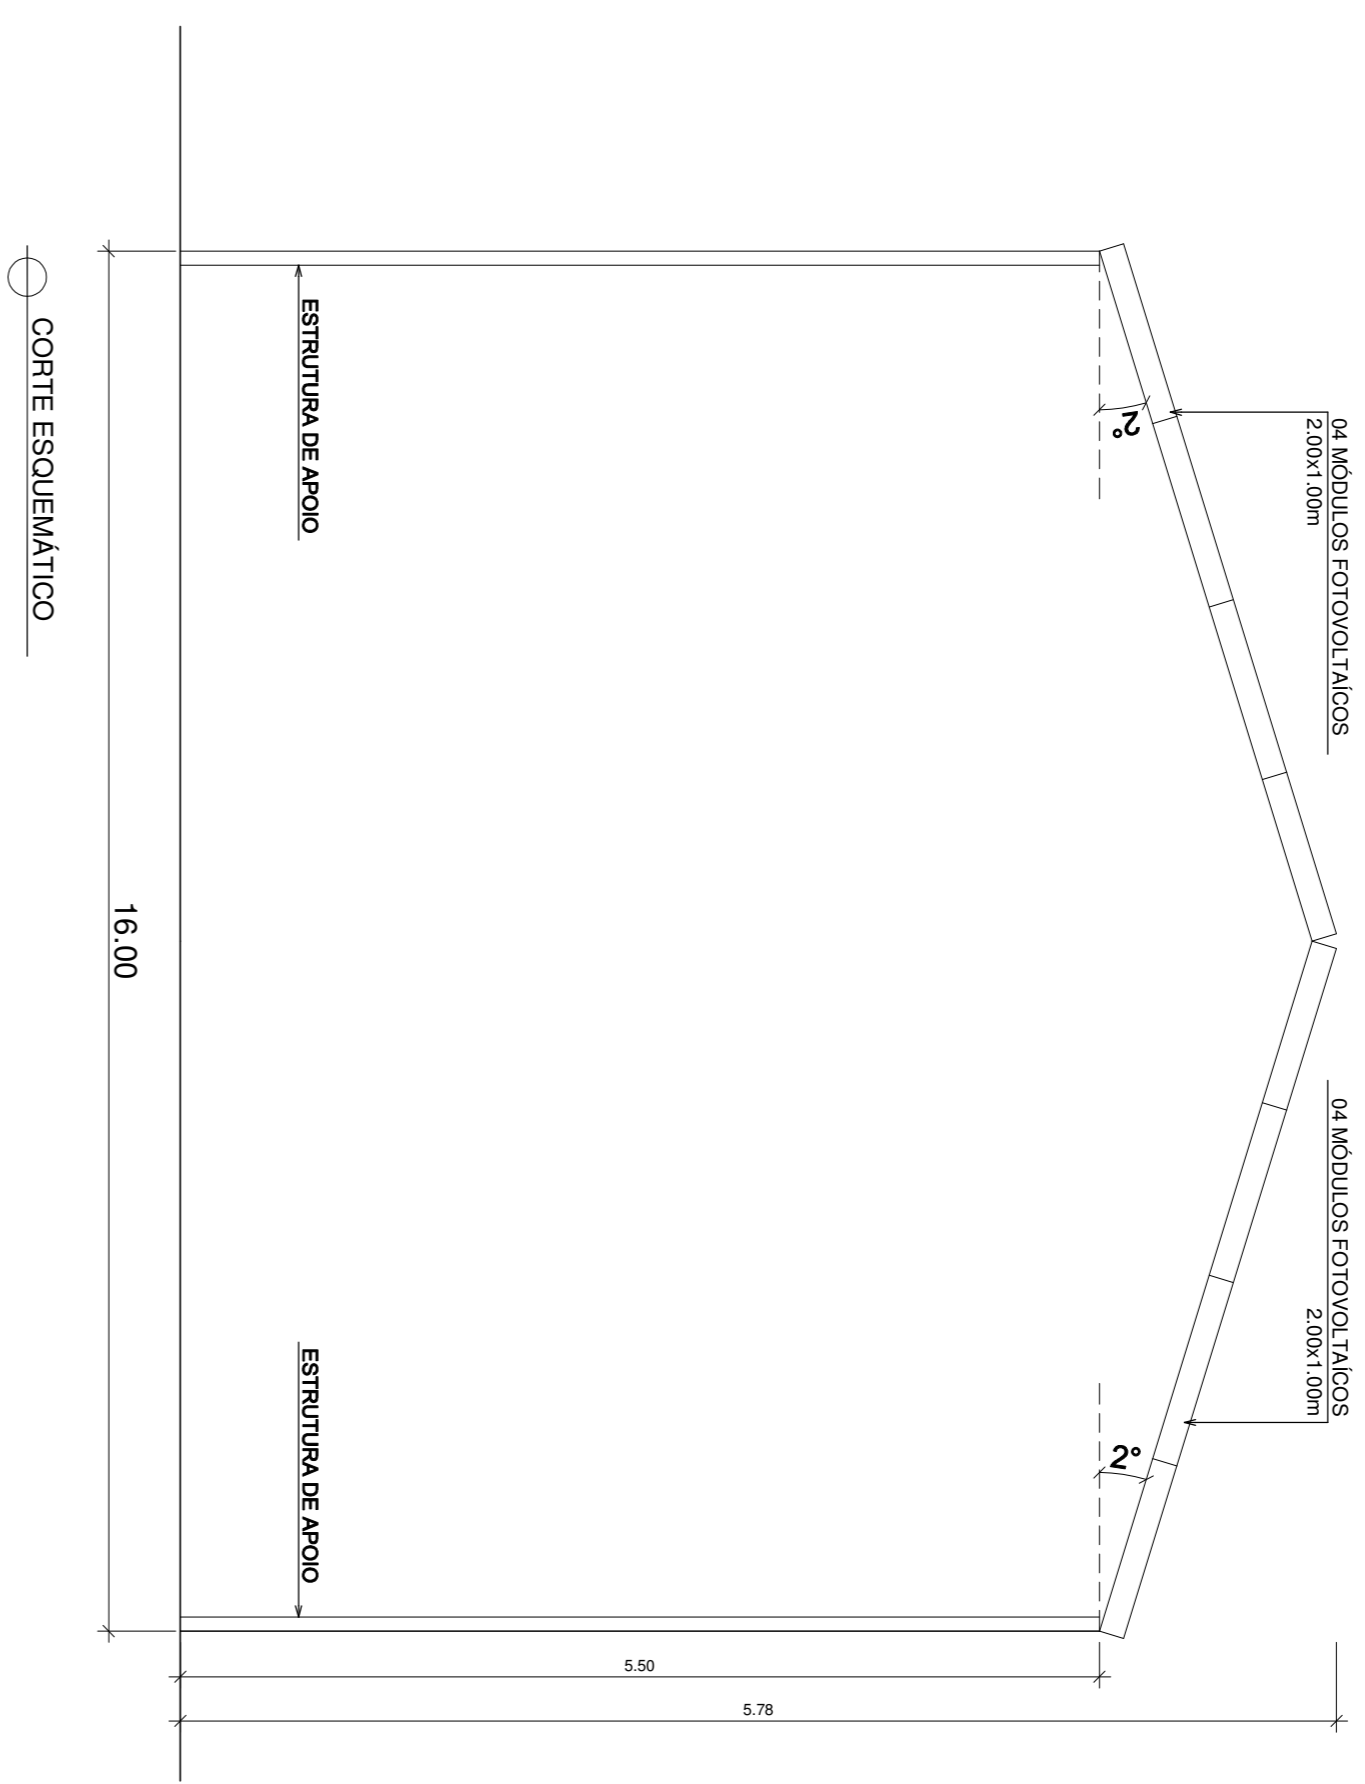 04 MÓDULOS FOTOVOLTAÍCOS
2.00x1.00m
04 MÓDULOS FOTOVOLTAÍCOS
2.00x1.00m
2°
2°
ESTRUTURA DE APOIO
ESTRUTURA DE APOIO
5.50
5.78
16.00
CORTE ESQUEMÁTICO